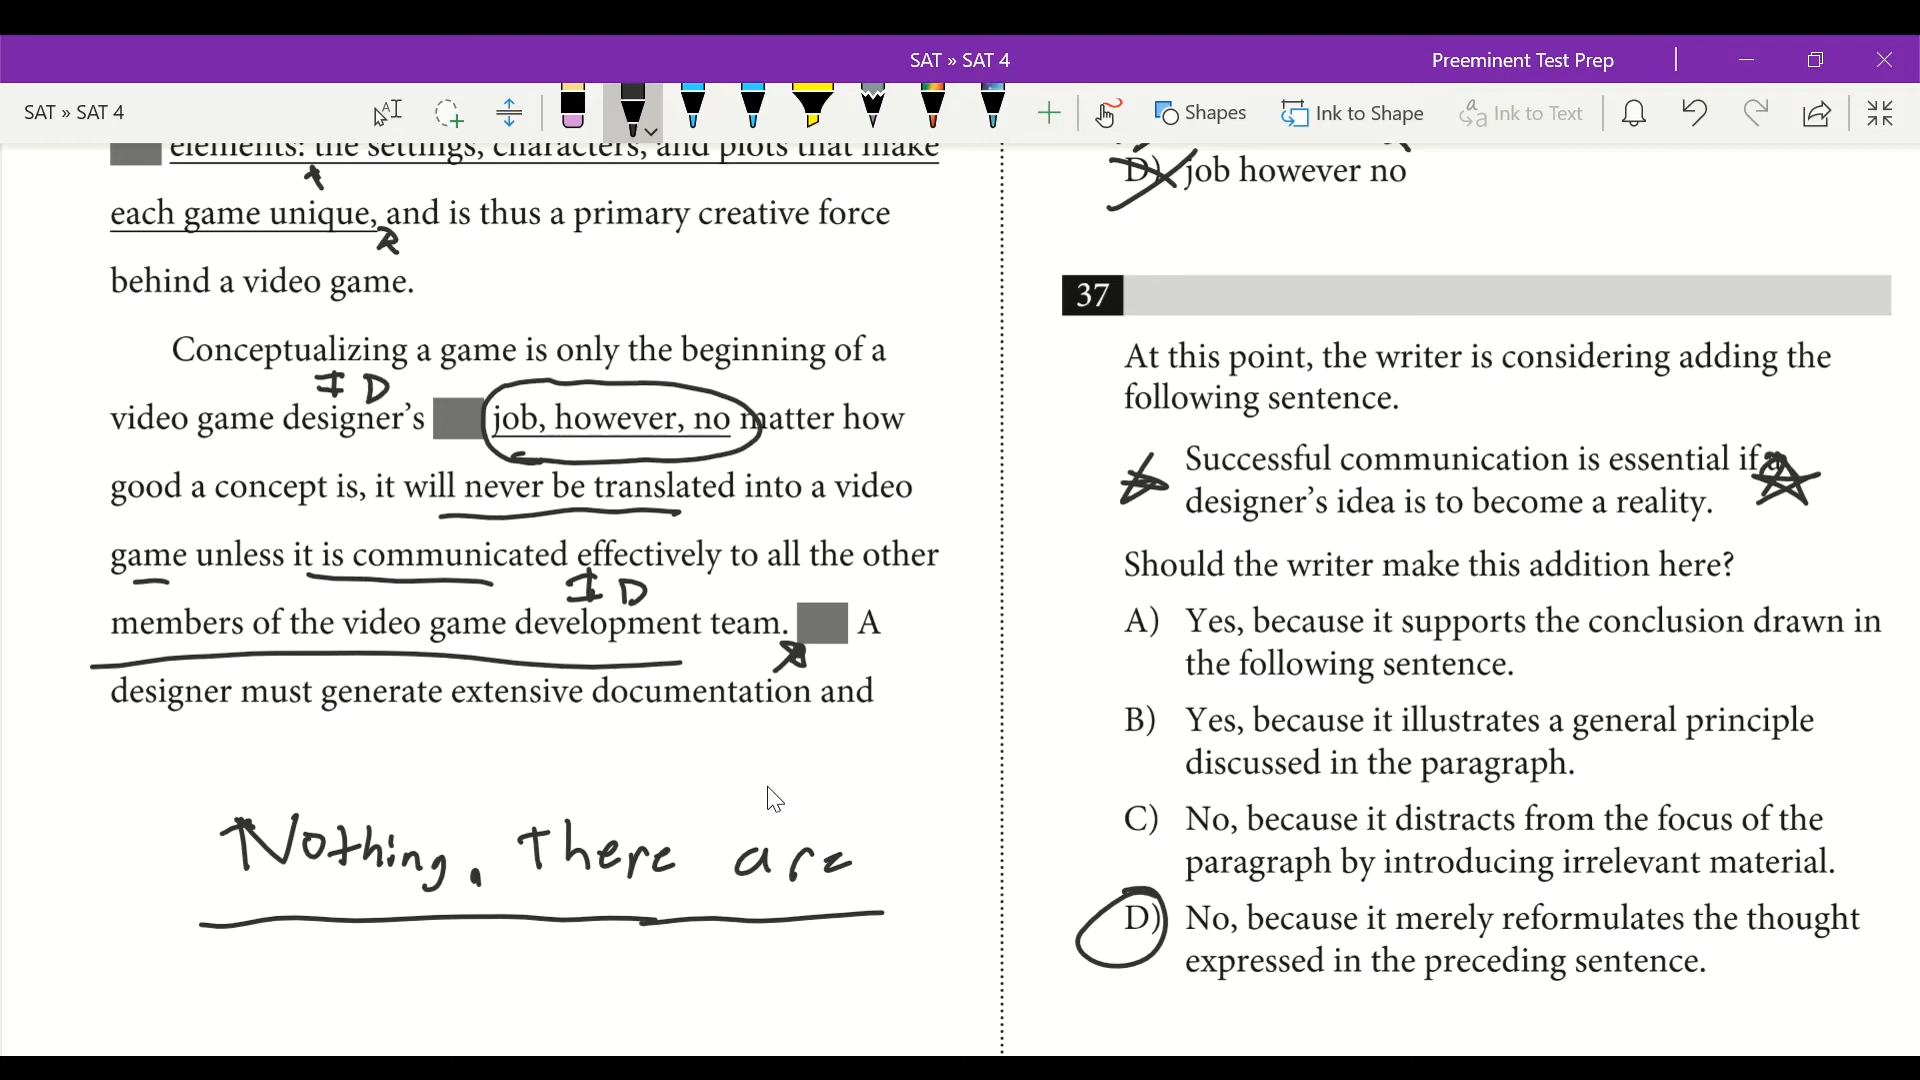 SAT » SAT 4
Preeminent Test Prep
SAT » SAT 4
Shapes
Ink to Shape
Ink to Text
elements: the settings, characters, and plots that make
each game unique, and is thus a primary creative force
behind a video game.
Conceptualizing a game is only the beginning of a
I D
video game designer's job, however, no matter how
good a concept is, it will never be translated into a video
game unless it is communicated effectively to all the other
I D
members of the video game development team. A
designer must generate extensive documentation and
Nothing. There are
D) job however no
37
At this point, the writer is considering adding the
following sentence.
Successful communication is essential if a
designer's idea is to become a reality.
Should the writer make this addition here?
A) Yes, because it supports the conclusion drawn in
the following sentence.
B) Yes, because it illustrates a general principle
discussed in the paragraph.
C) No, because it distracts from the focus of the
paragraph by introducing irrelevant material.
D) No, because it merely reformulates the thought
expressed in the preceding sentence.